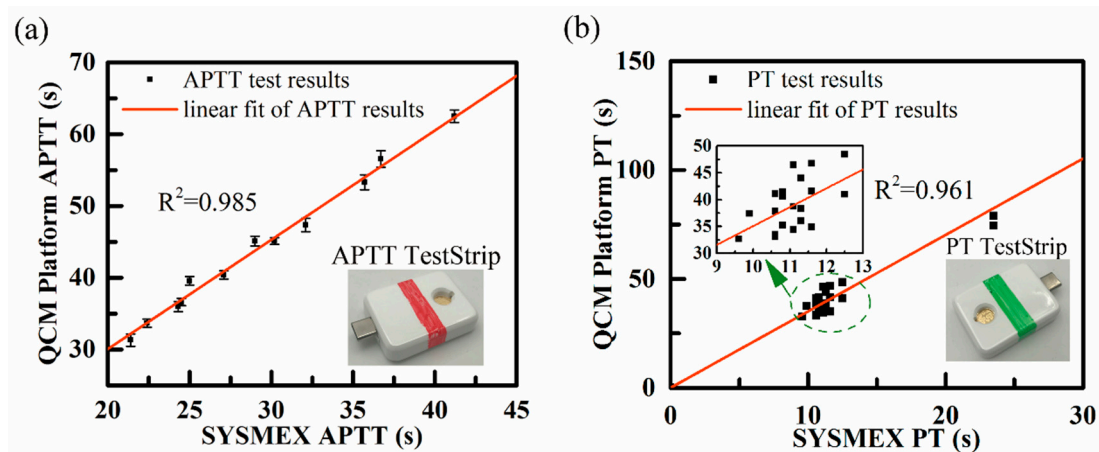 (a)
70
60
50
40
30
20
25
30
35
40
45
QCM Platform APTT (s)
SYSMEX APTT (s)
APTT test results
linear fit of APTT results
R²=0.985
APTT TestStrip
(b)
150
100
50
0
0
10
20
30
QCM Platform PT (s)
SYSMEX PT (s)
PT test results
linear fit of PT results
50
45
40
35
30
9
10
11
12
13
R²=0.961
PT TestStrip